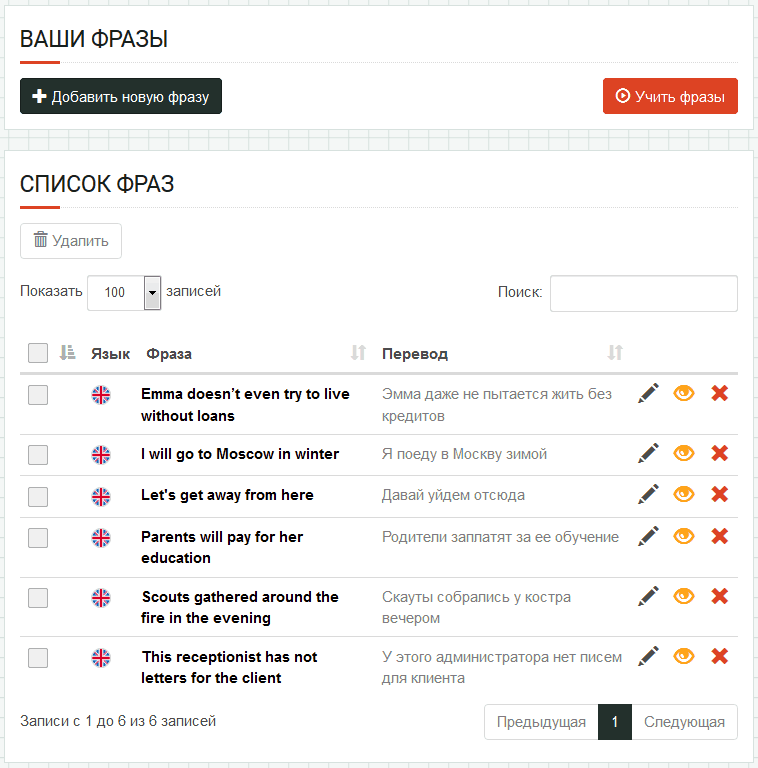 ВАШИ ФРАЗЫ
Добавить новую фразу
Учить фразы
СПИСОК ФРАЗ
Удалить
Показать 100 записей
Поиск:
Язык Фраза Перевод
Emma doesn’t even try to live Эмма даже не пытается жить без
without loans кредитов
I will go to Moscow in winter Я поеду в Москву зимой
Let's get away from here Давай уйдем отсюда
Parents will pay for her Родители заплатят за ее обучение
education
Scouts gathered around the Скауты собрались у костра
fire in the evening вечером
This receptionist has not У этого администратора нет писем
letters for the client для клиента
Записи с 1 до 6 из 6 записей
Предыдущая 1 Следующая